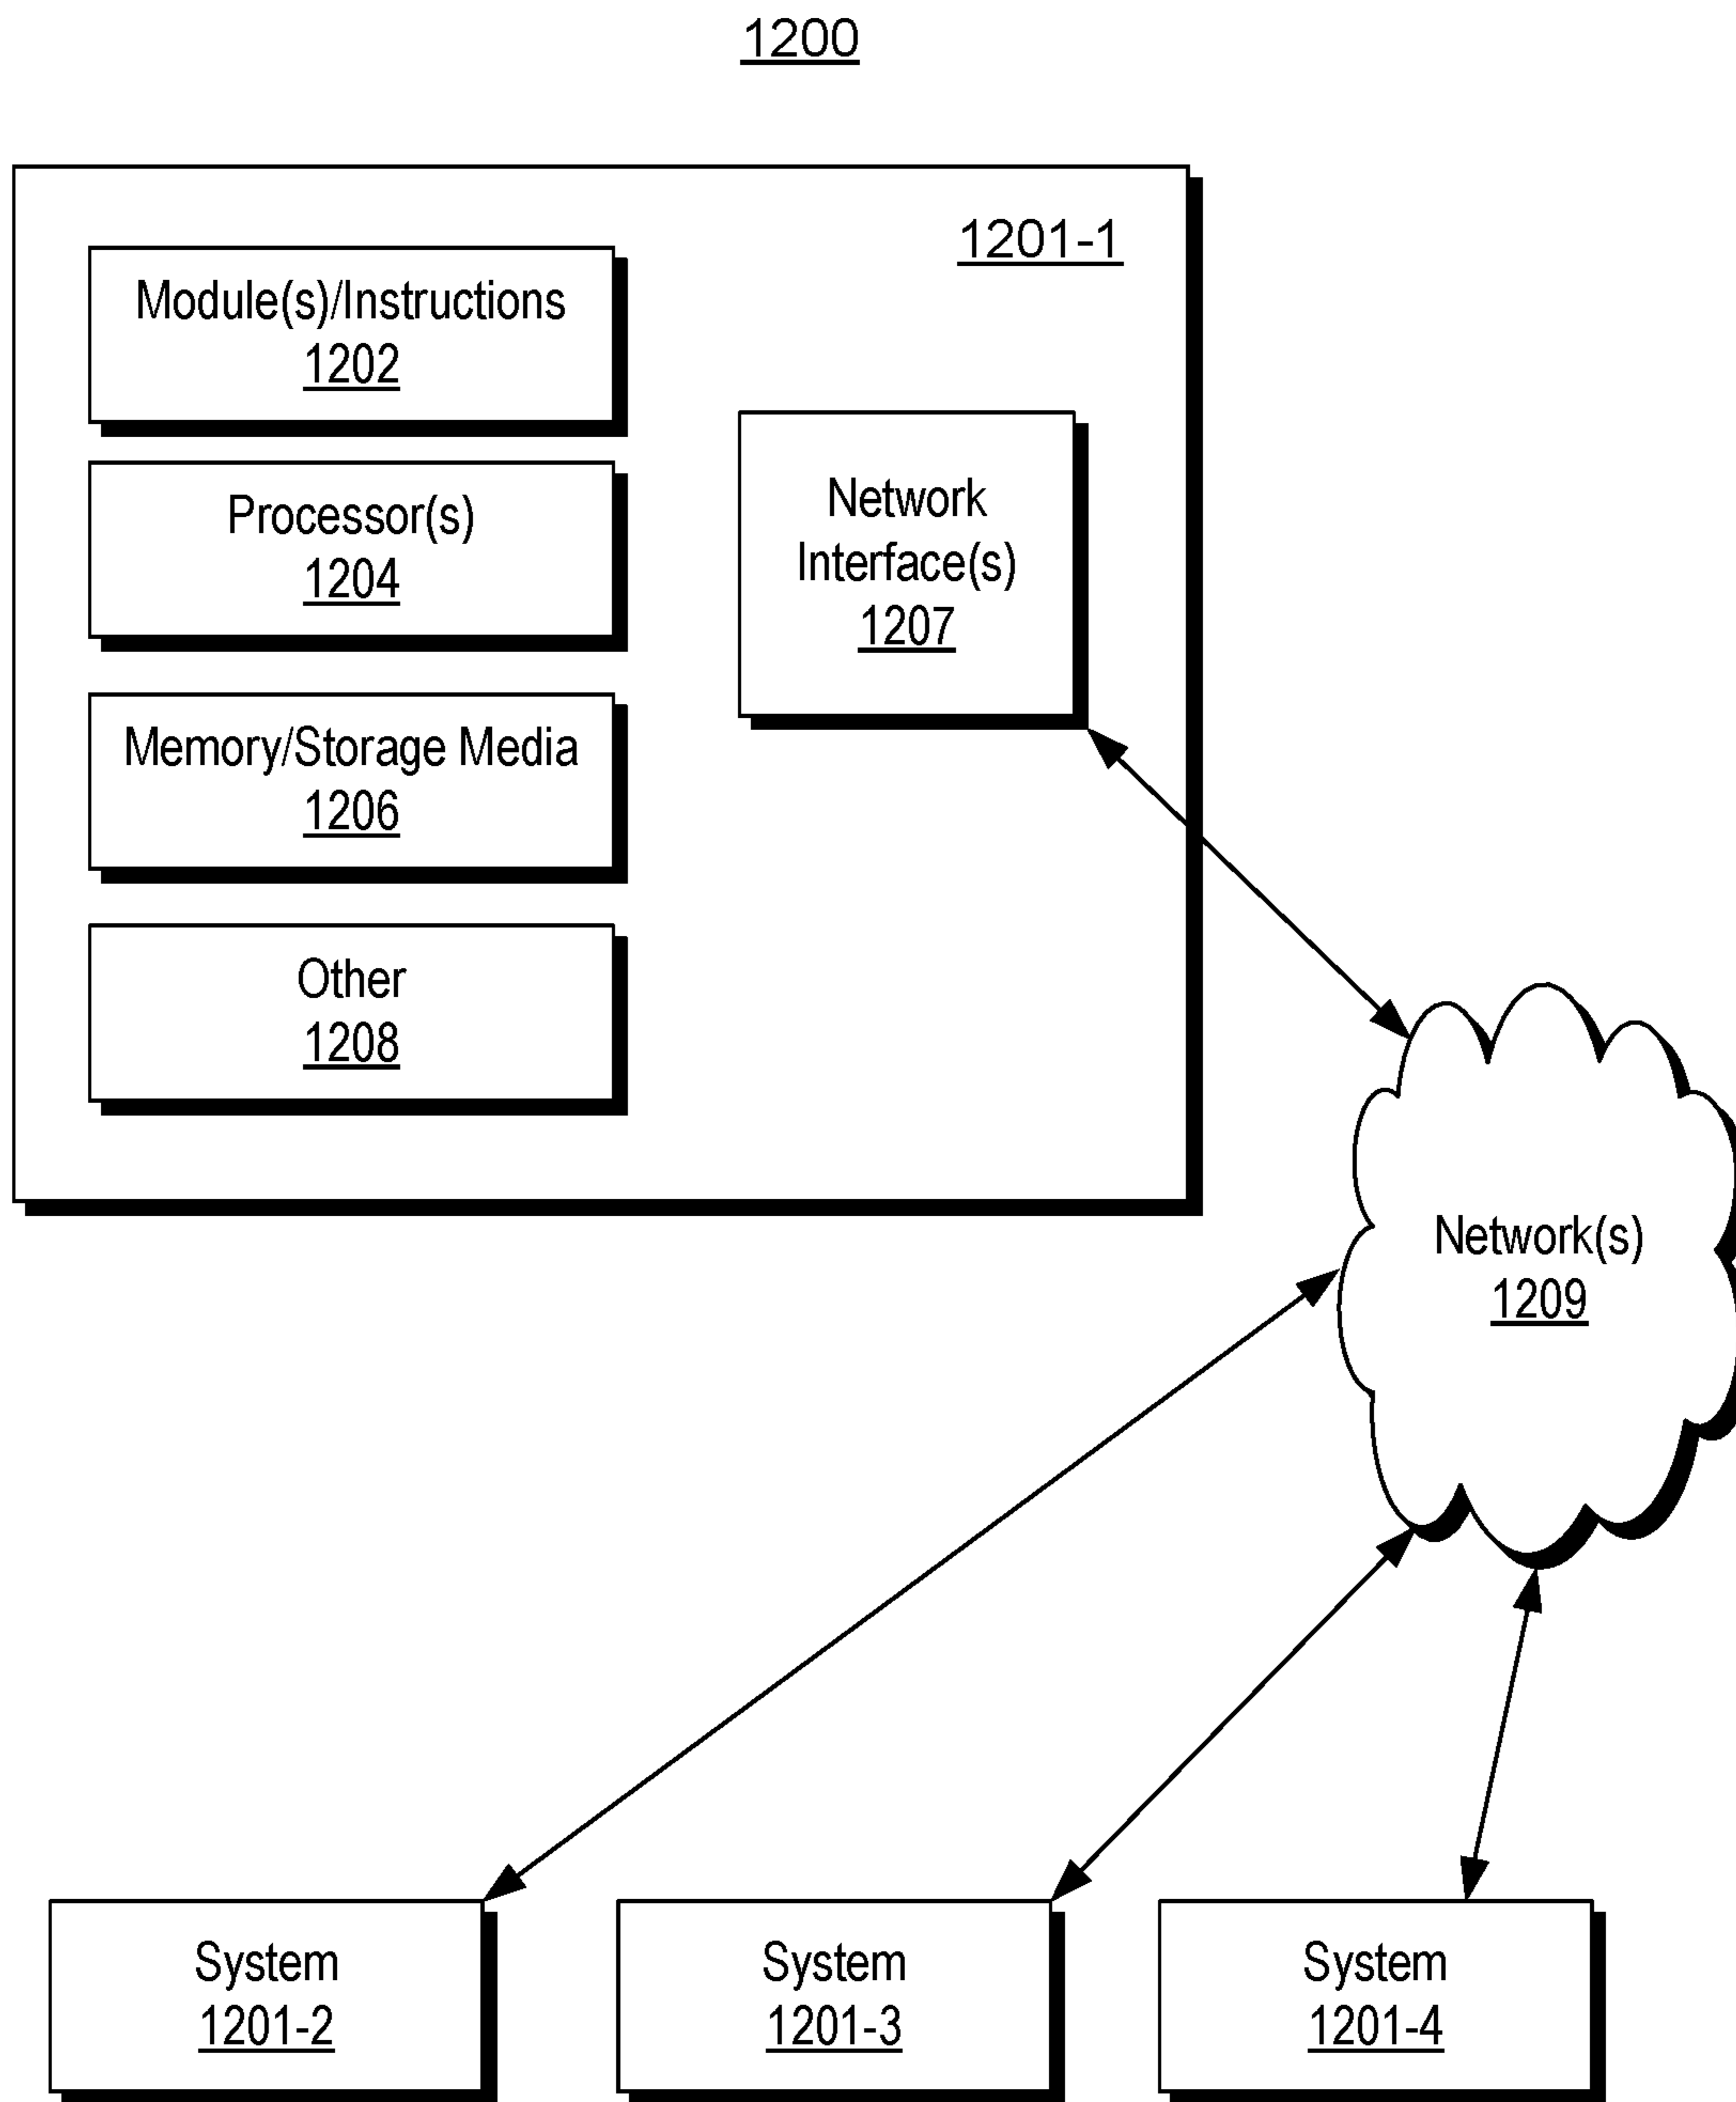 1200
1201-1
Module(s)/Instructions
1202
Processor(s)
1204
Memory/Storage Media
1206
Other
1208
Network
Interface(s)
1207
Network(s)
1209
System
1201-2
System
1201-3
System
1201-4